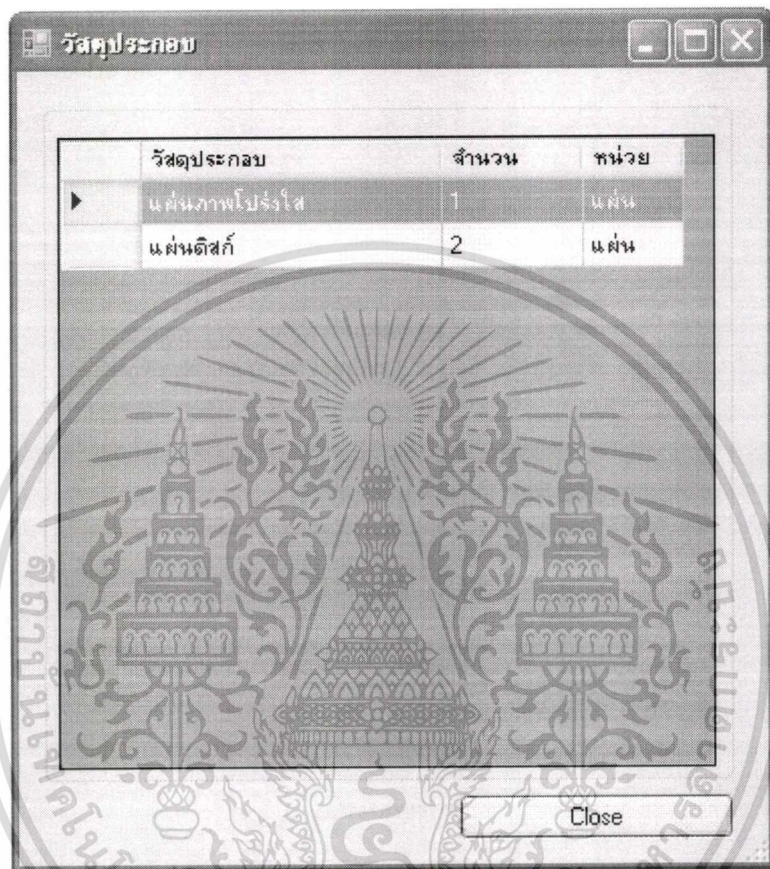 วัสดุประกอบ
วัสดุประกอบ จำนวน หน่วย
แผ่นภาพโปร่งใส 1 แผ่น
แผ่นดิสก์ 2 แผ่น
Close